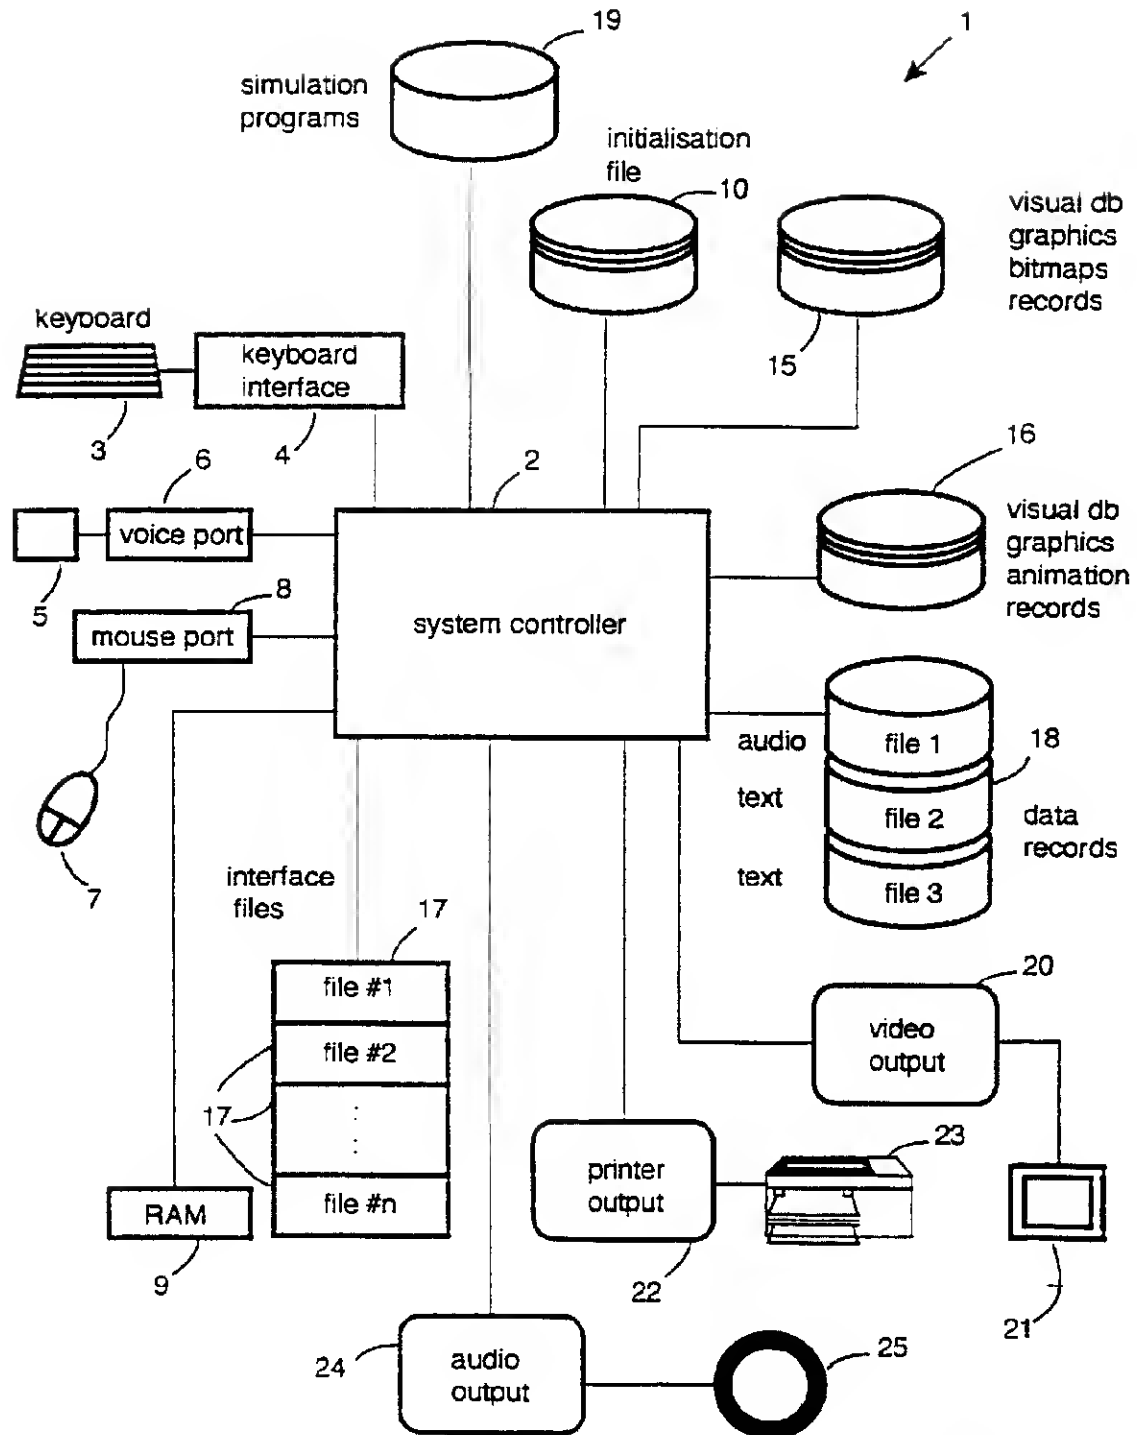 19
1
simulation
programs
initialisation
file
10
visual db
graphics
bitmaps
records
15
keyboard
keyboard
interface
3
4
6
2
16
voice port
5
visual db
graphics
animation
records
8
mouse port
system controller
7
audio
file 1
18
text
file 2
data
records
text
file 3
interface
files
17
file #1
file #2
17
:
file #n
20
video
output
RAM
9
printer
output
23
22
21
24
audio
output
25